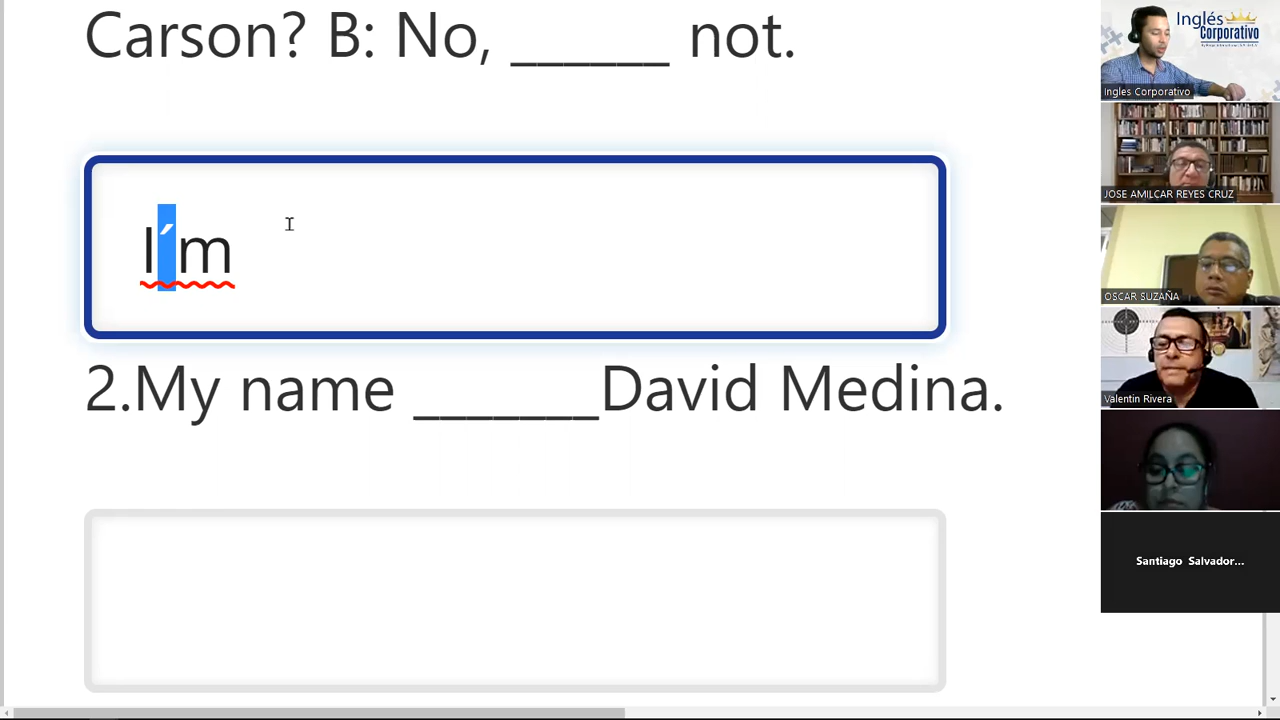 Carson? B: No, ______ not.
I´m
2.My name _______David Medina.
Inglés
Corporativo
Ingles Corporativo
JOSE AMILCAR REYES CRUZ
OSCAR SUZAÑA
Valentin Rivera
Santiago Salvador...